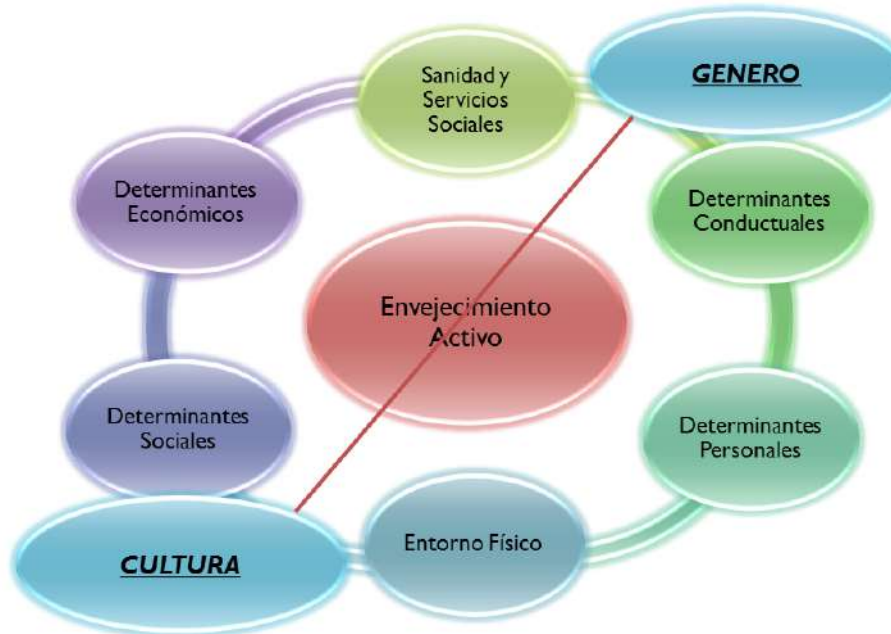 Sanidad y
Servicios
Sociales
GENERO
Determinantes
Económicos
Determinantes
Conductuales
Envejecimiento
Activo
Determinantes
Sociales
Determinantes
Personales
CULTURA
Entorno Físico